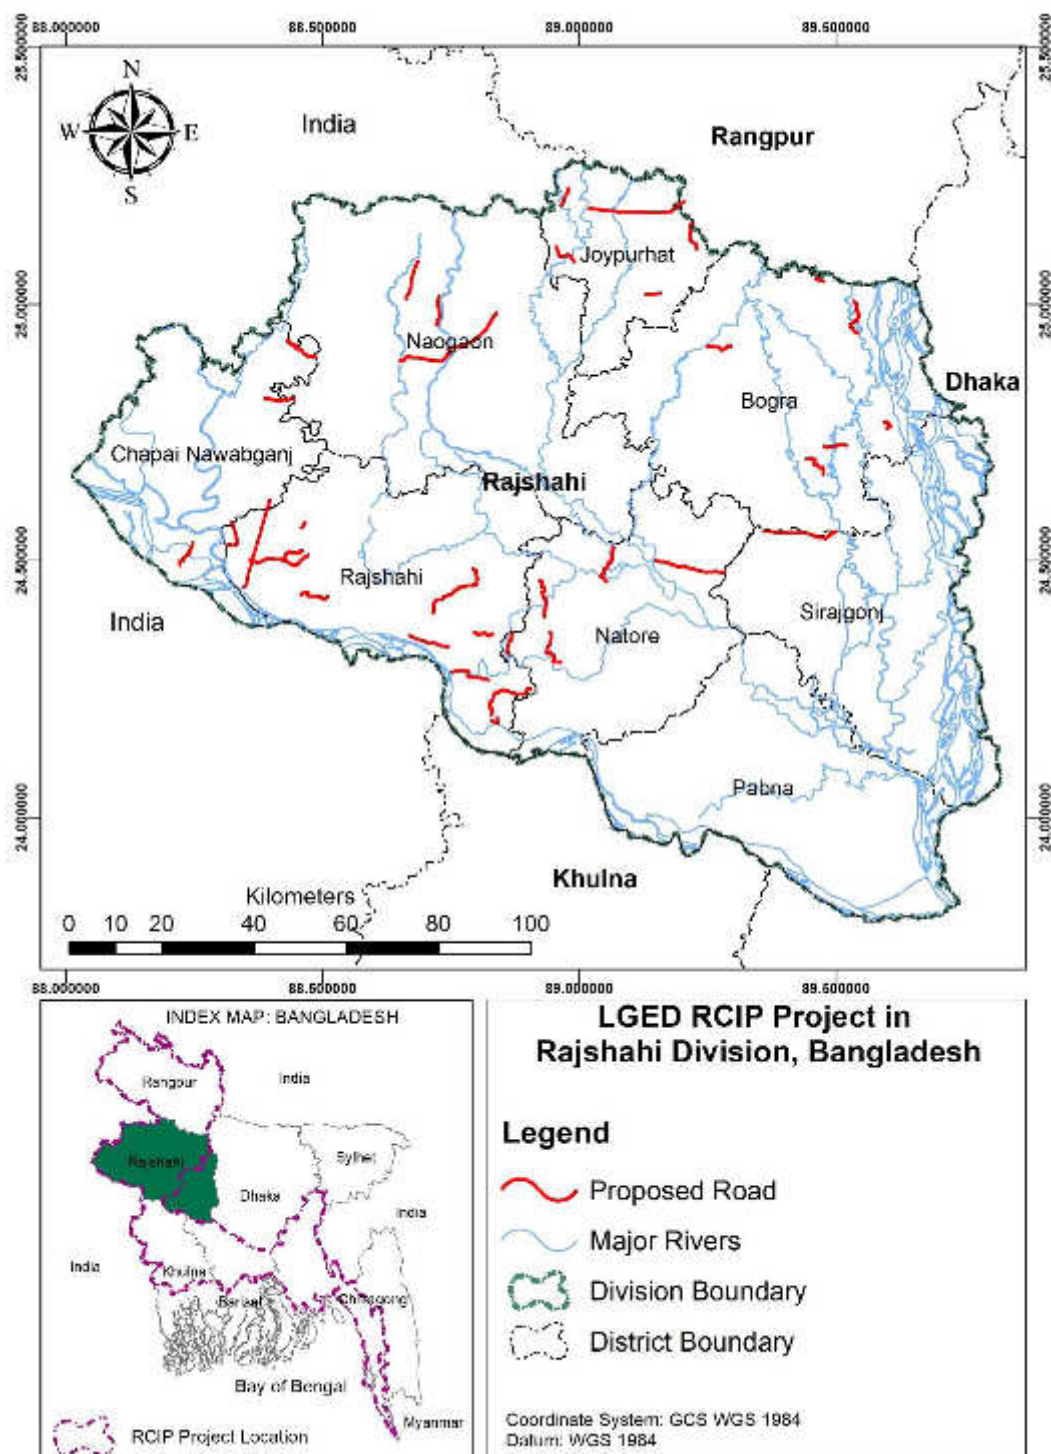 88.000000 88.500000 89.000000 89.500000
25.500000 25.500000
N
W E
S
India
Rangpur
Joypurhat
25.000000 25.000000
Naogaon
Dhaka
Bogra
Chapai Nawabganj
Rajshahi
24.500000 24.500000
Rajshahi
India
Natore
Sirajgonj
Pabna
24.000000 24.000000
Khulna
Kilometers
0 10 20 40 60 80 100
88.000000 88.500000 89.000000 89.500000
INDEX MAP: BANGLADESH
Rangpur
India
Rajshahi
Sylhet
Dhaka
India
India
Khulna
Barisal
Chittagong
Bay of Bengal
Myanmar
RCIP Project Location
LGED RCIP Project in
Rajshahi Division, Bangladesh
Legend
Proposed Road
Major Rivers
Division Boundary
District Boundary
Coordinate System: GCS WGS 1984
Datum: WGS 1984